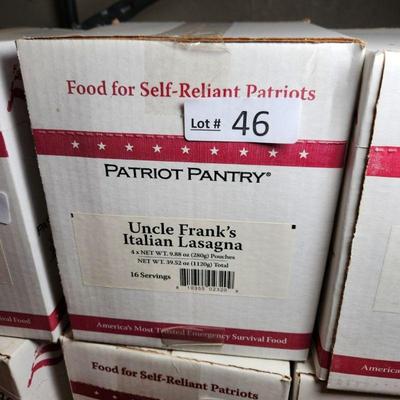 Food for Self-Reliant Patriots
Lot # 46
PATRIOT PANTRY®
Uncle Frank's
Italian Lasagna
4 x NET WT. 9.88 oz (280g) Pouches
NET WT. 39.52 oz (1120g) Total
16 Servings
America's Most Trusted Emergency Survival Food
Food for Self-Reliant Patriots
America's